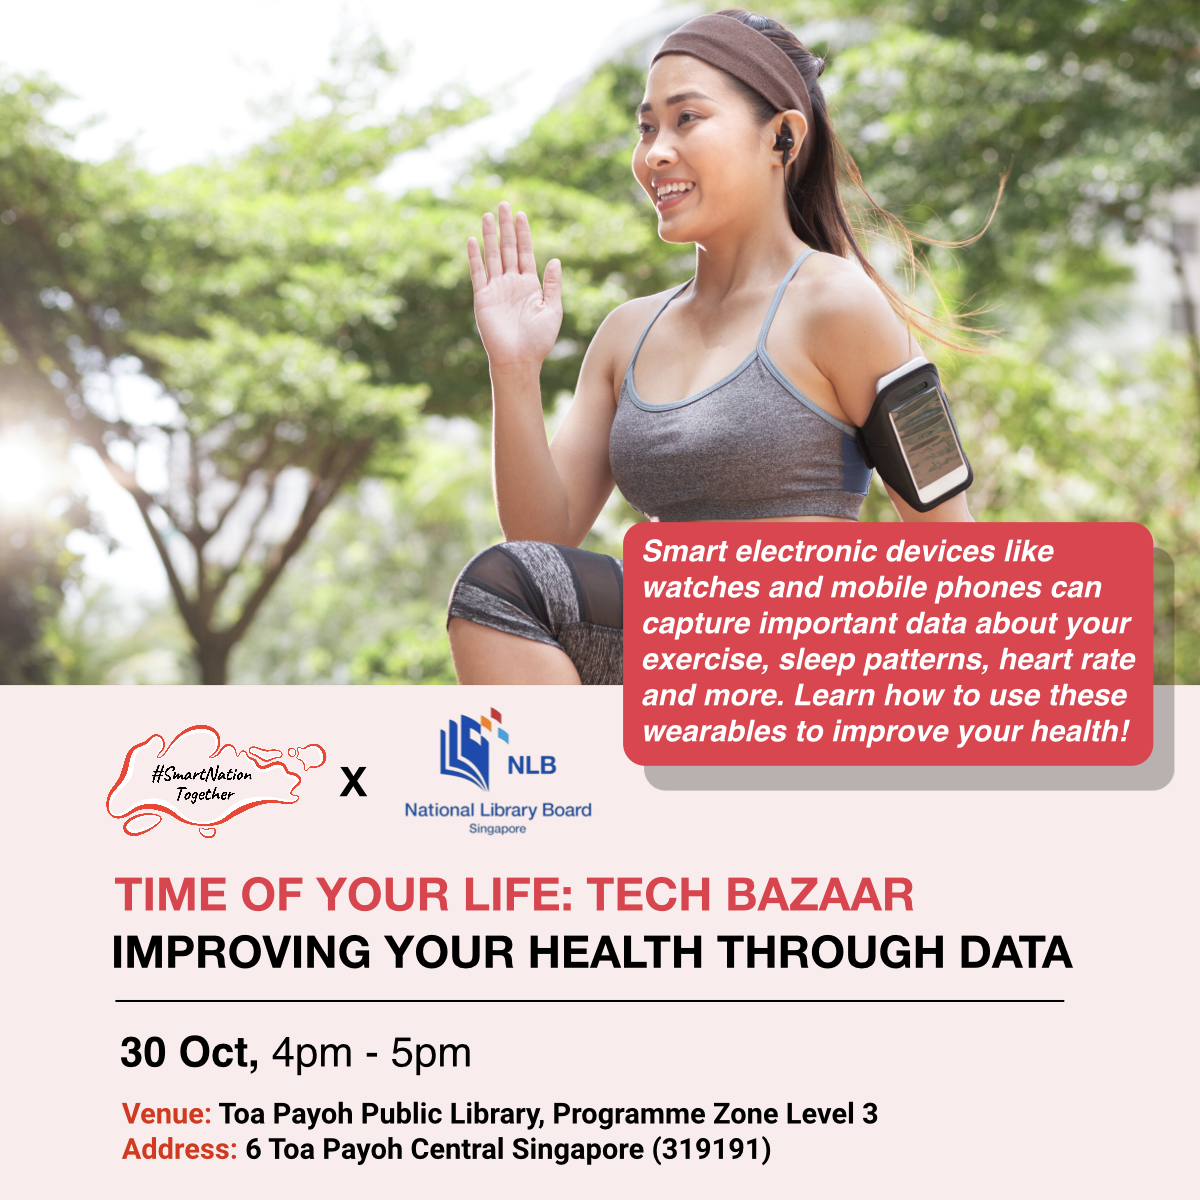 Smart electronic devices like
watches and mobile phones can
capture important data about your
exercise, sleep patterns, heart rate
and more. Learn how to use these
wearables to improve your health!
#SmartNation
Together
X
NLB
National Library Board
Singapore
TIME OF YOUR LIFE: TECH BAZAAR
IMPROVING YOUR HEALTH THROUGH DATA
30 Oct, 4pm - 5pm
Venue: Toa Payoh Public Library, Programme Zone Level 3
Address: 6 Toa Payoh Central Singapore (319191)